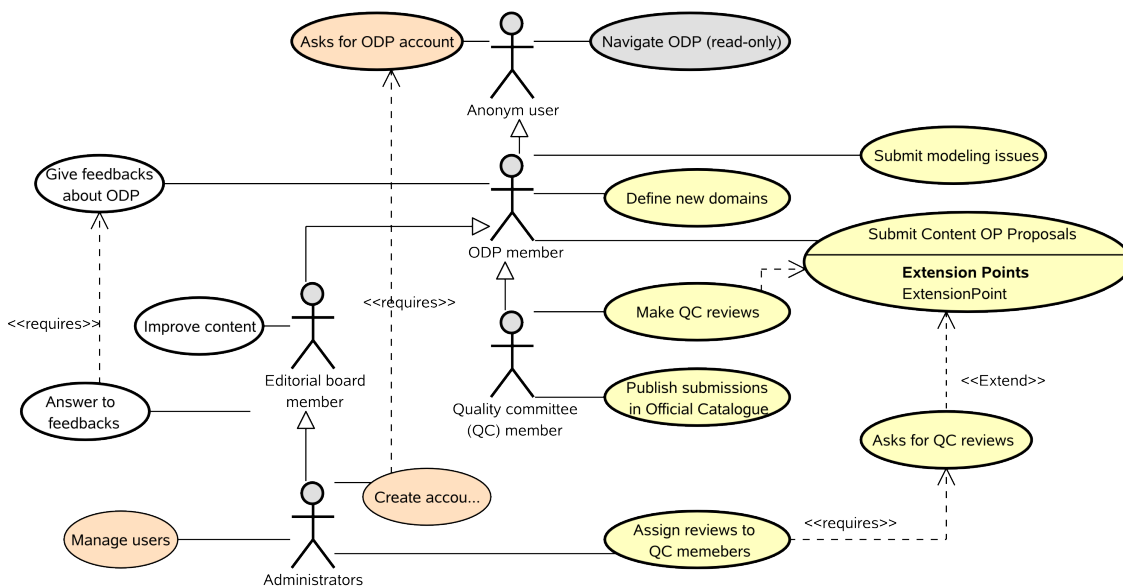 Asks for ODP account
Navigate ODP (read-only)
Anonym user
Submit modeling issues
Give feedbacks
about ODP
Define new domains
Submit Content OP Proposals
ODP member
Extension Points
ExtensionPoint
<<requires>>
Make QC reviews
<<requires>>
Improve content
Editorial board
member
<<Extend>>
Publish submissions
in Official Catalogue
Answer to
feedbacks
Quality committee
(QC) member
Asks for QC reviews
Create accou...
<<requires>>
Manage users
Assign reviews to
QC memebers
Administrators